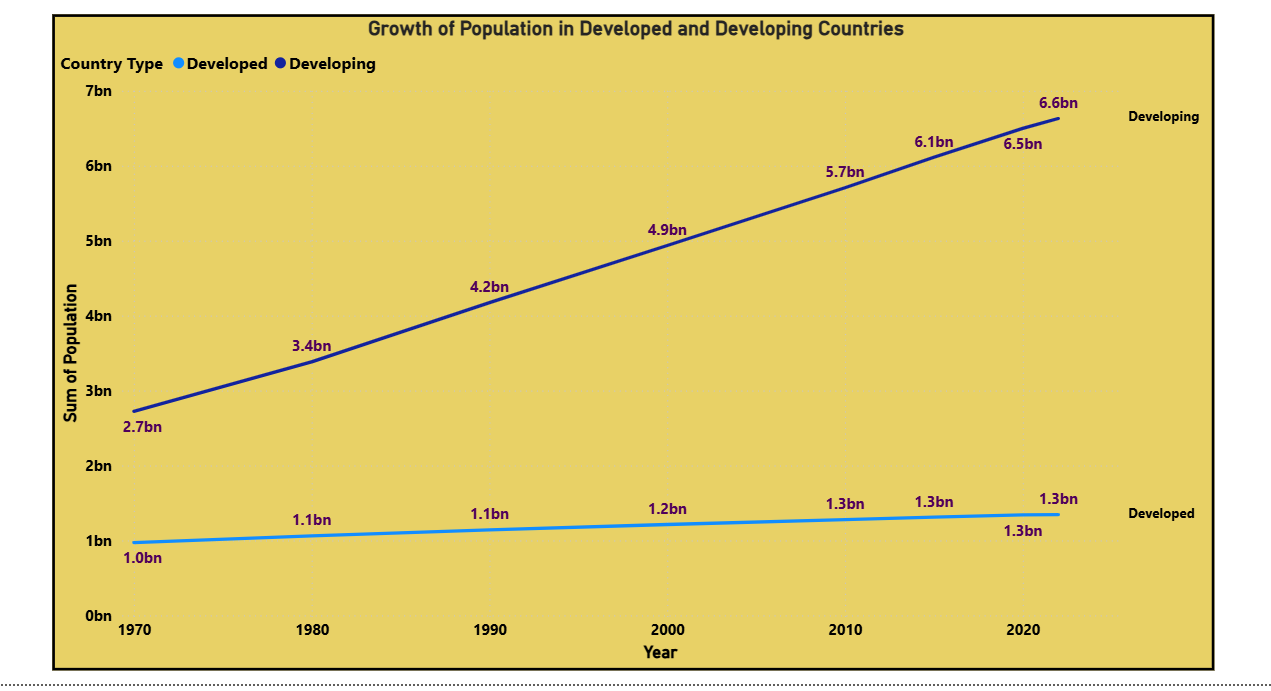 Growth of Population in Developed and Developing Countries
Country Type Developed Developing
7bn
6.6bn
Developing
6.1bn
6.5bn
6bn
5.7bn
5bn
4.9bn
4.2bn
4bn
3.4bn
3bn
2.7bn
Sum of Population
2bn
1.3bn
1.3bn
1.3bn
1.2bn
1.1bn
1.1bn
Developed
1.3bn
1bn
1.0bn
0bn
1970 1980 1990 2000 2010 2020
Year